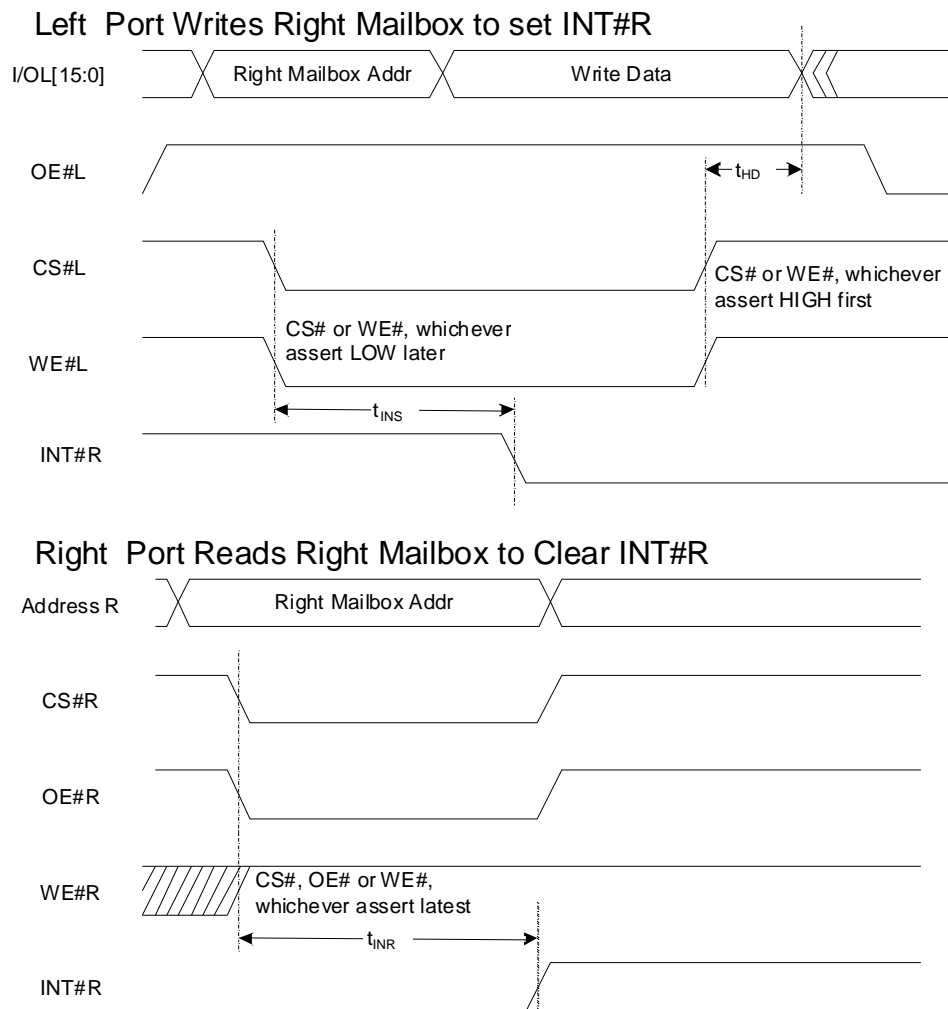 Left Port Writes Right Mailbox to set INT#R
I/OL[15:0]
Right Mailbox Addr
Write Data
OE#L
tHD
CS#L
CS# or WE#, whichever
assert HIGH first
CS# or WE#, whichever
assert LOW later
WE#L
tINS
INT#R
Right Port Reads Right Mailbox to Clear INT#R
Address R
Right Mailbox Addr
CS#R
OE#R
WE#R
CS#, OE# or WE#,
whichever assert latest
tINR
INT#R